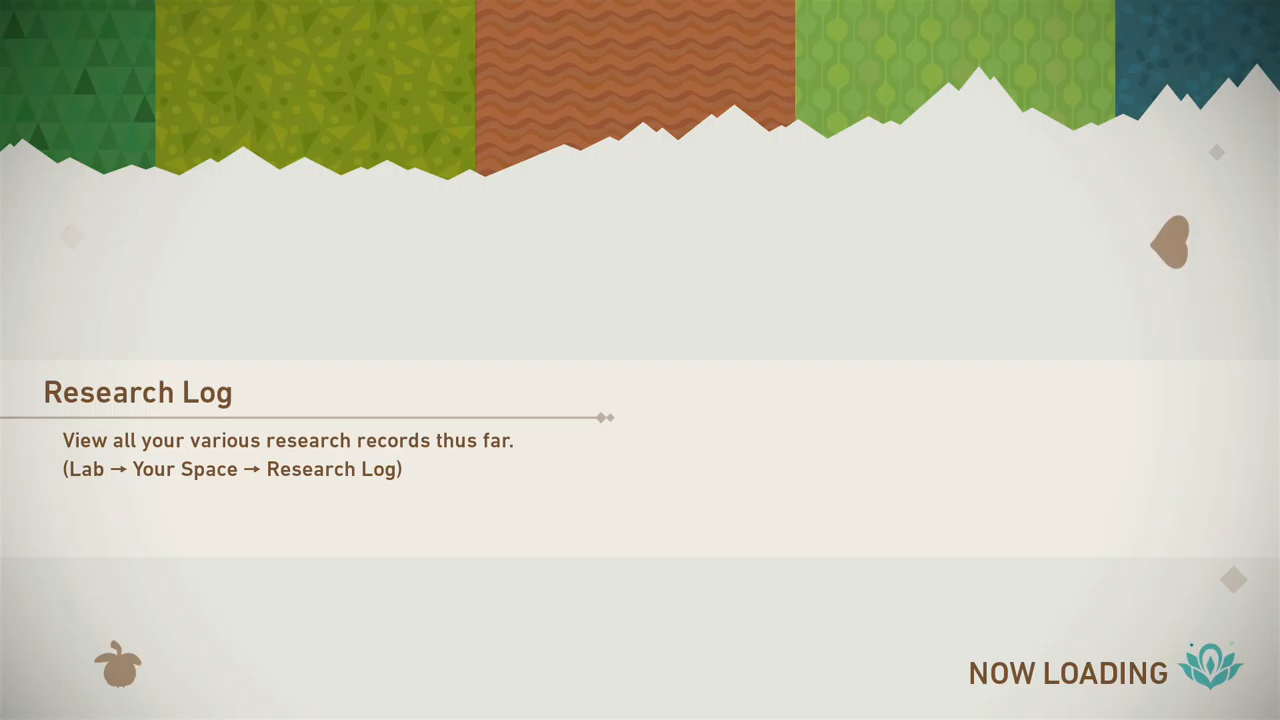 Research Log
View all your various research records thus far.
(Lab → Your Space → Research Log)
NOW LOADING